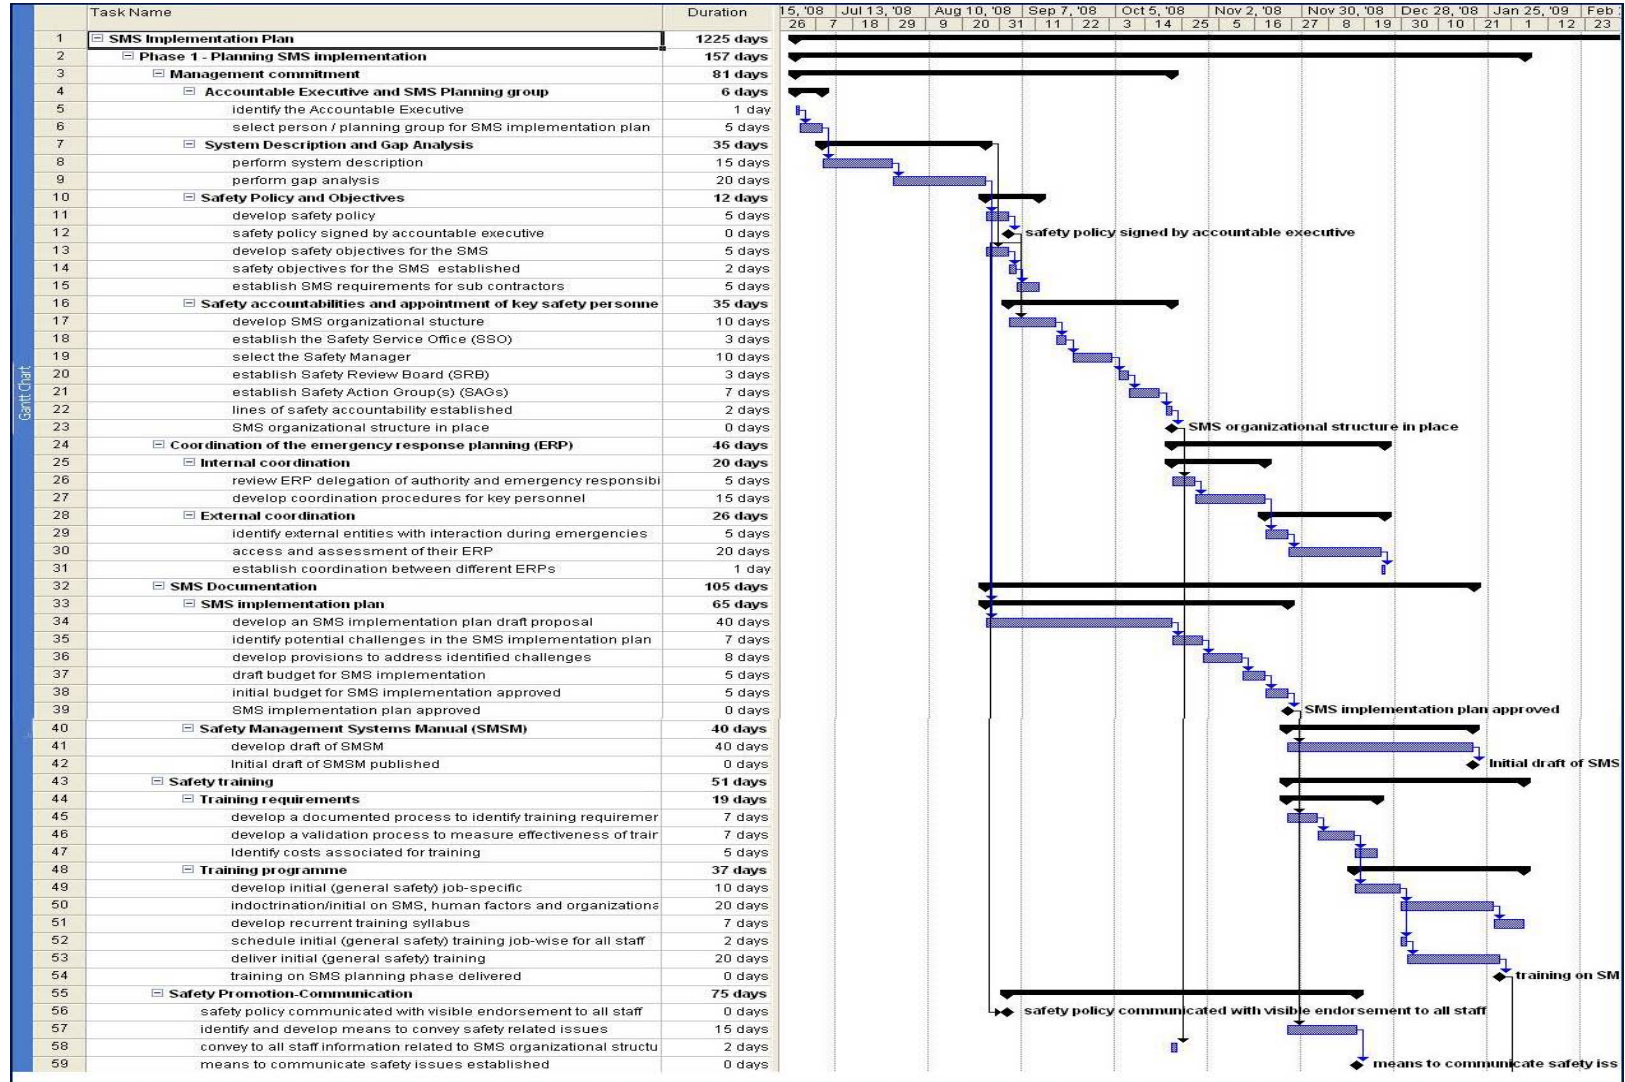 Task Name Duration 15, '08 Jul 13, '08 Aug 10, '08 Sep 7, '08 Oct 5, '08 Nov 2, '08 Nov 30, '08 Dec 28, '08 Jan 25, '09 Feb
26 7 18 29 9 20 31 11 22 3 14 25 5 16 27 8 19 30 10 21 1 12 23
1 SMS Implementation Plan 1225 days
2 Phase 1 - Planning SMS implementation 157 days
3 Management commitment 81 days
4 Accountable Executive and SMS Planning group 6 days
5 identify the Accountable Executive 1 day
6 select person / planning group for SMS implementation plan 5 days
7 System Description and Gap Analysis 35 days
8 perform system description 15 days
9 perform gap analysis 20 days
10 Safety Policy and Objectives 12 days
11 develop safety policy 5 days
12 safety policy signed by accountable executive 0 days safety policy signed by accountable executive
13 develop safety objectives for the SMS 5 days
14 safety objectives for the SMS established 2 days
15 establish SMS requirements for sub contractors 5 days
16 Safety accountabilities and appointment of key safety personne 35 days
17 develop SMS organizational stucture 10 days
18 establish the Safety Service Office (SSO) 3 days
19 select the Safety Manager 10 days
20 establish Safety Review Board (SRB) 3 days
21 establish Safety Action Group(s) (SAGs) 7 days
22 lines of safety accountability established 2 days
23 SMS organizational structure in place 0 days SMS organizational structure in place
24 Coordination of the emergency response planning (ERP) 46 days
25 Internal coordination 20 days
26 review ERP delegation of authority and emergency responsibi 5 days
27 develop coordination procedures for key personnel 15 days
28 External coordination 26 days
29 identify external entities with interaction during emergencies 5 days
30 access and assessment of their ERP 20 days
31 establish coordination between different ERPs 1 day
32 SMS Documentation 105 days
33 SMS implementation plan 65 days
34 develop an SMS implementation plan draft proposal 40 days
35 identify potential challenges in the SMS implementation plan 7 days
36 develop provisions to address identified challenges 8 days
37 draft budget for SMS implementation 5 days
38 initial budget for SMS implementation approved 5 days
39 SMS implementation plan approved 0 days SMS implementation plan approved
40 Safety Management Systems Manual (SMSM) 40 days
41 develop draft of SMSM 40 days
42 Initial draft of SMSM published 0 days Initial draft of SMS
43 Safety training 51 days
44 Training requirements 19 days
45 develop a documented process to identify training requiremer 7 days
46 develop a validation process to measure effectiveness of trair 7 days
47 Identify costs associated for training 5 days
48 Training programme 37 days
49 develop initial (general safety) job-specific 10 days
50 indoctrination/initial on SMS, human factors and organizationa 20 days
51 develop recurrent training syllabus 7 days
52 schedule initial (general safety) training job-wise for all staff 2 days
53 deliver initial (general safety) training 20 days
54 training on SMS planning phase delivered 0 days training on SM
55 Safety Promotion-Communication 75 days
56 safety policy communicated with visible endorsement to all staff 0 days safety policy communicated with visible endorsement to all staff
57 identify and develop means to convey safety related issues 15 days
58 convey to all staff information related to SMS organizational structu 2 days
59 means to communicate safety issues established 0 days means to communicate safety iss
Gantt Chart